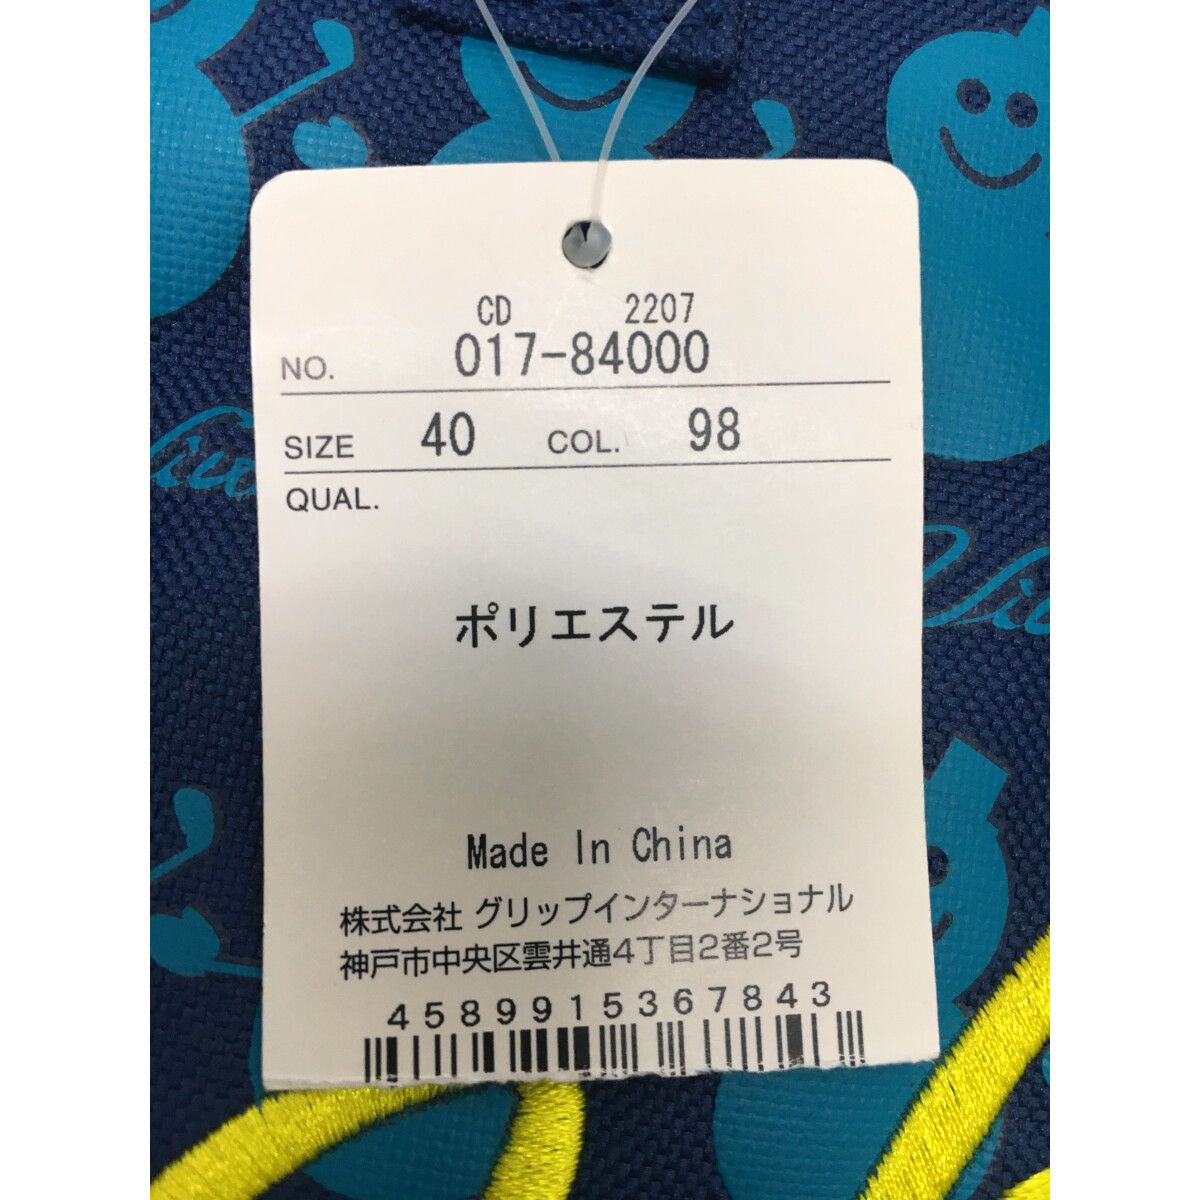 CD 2207
NO. 017-84000
SIZE 40 COL. 98
QUAL.
ポリエステル
Made In China
株式会社 グリップインターナショナル
神戸市中央区雲井通4丁目2番2号
4589915367843